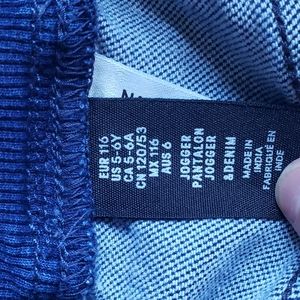 EUR 116
US 5-6Y
CA 5-6A
CN 120/53
MX 116
AUS 6
JOGGER
PANTALON
JOGGER
&DENIM
MADE IN
INDIA
FABRIQUÉ EN
INDE